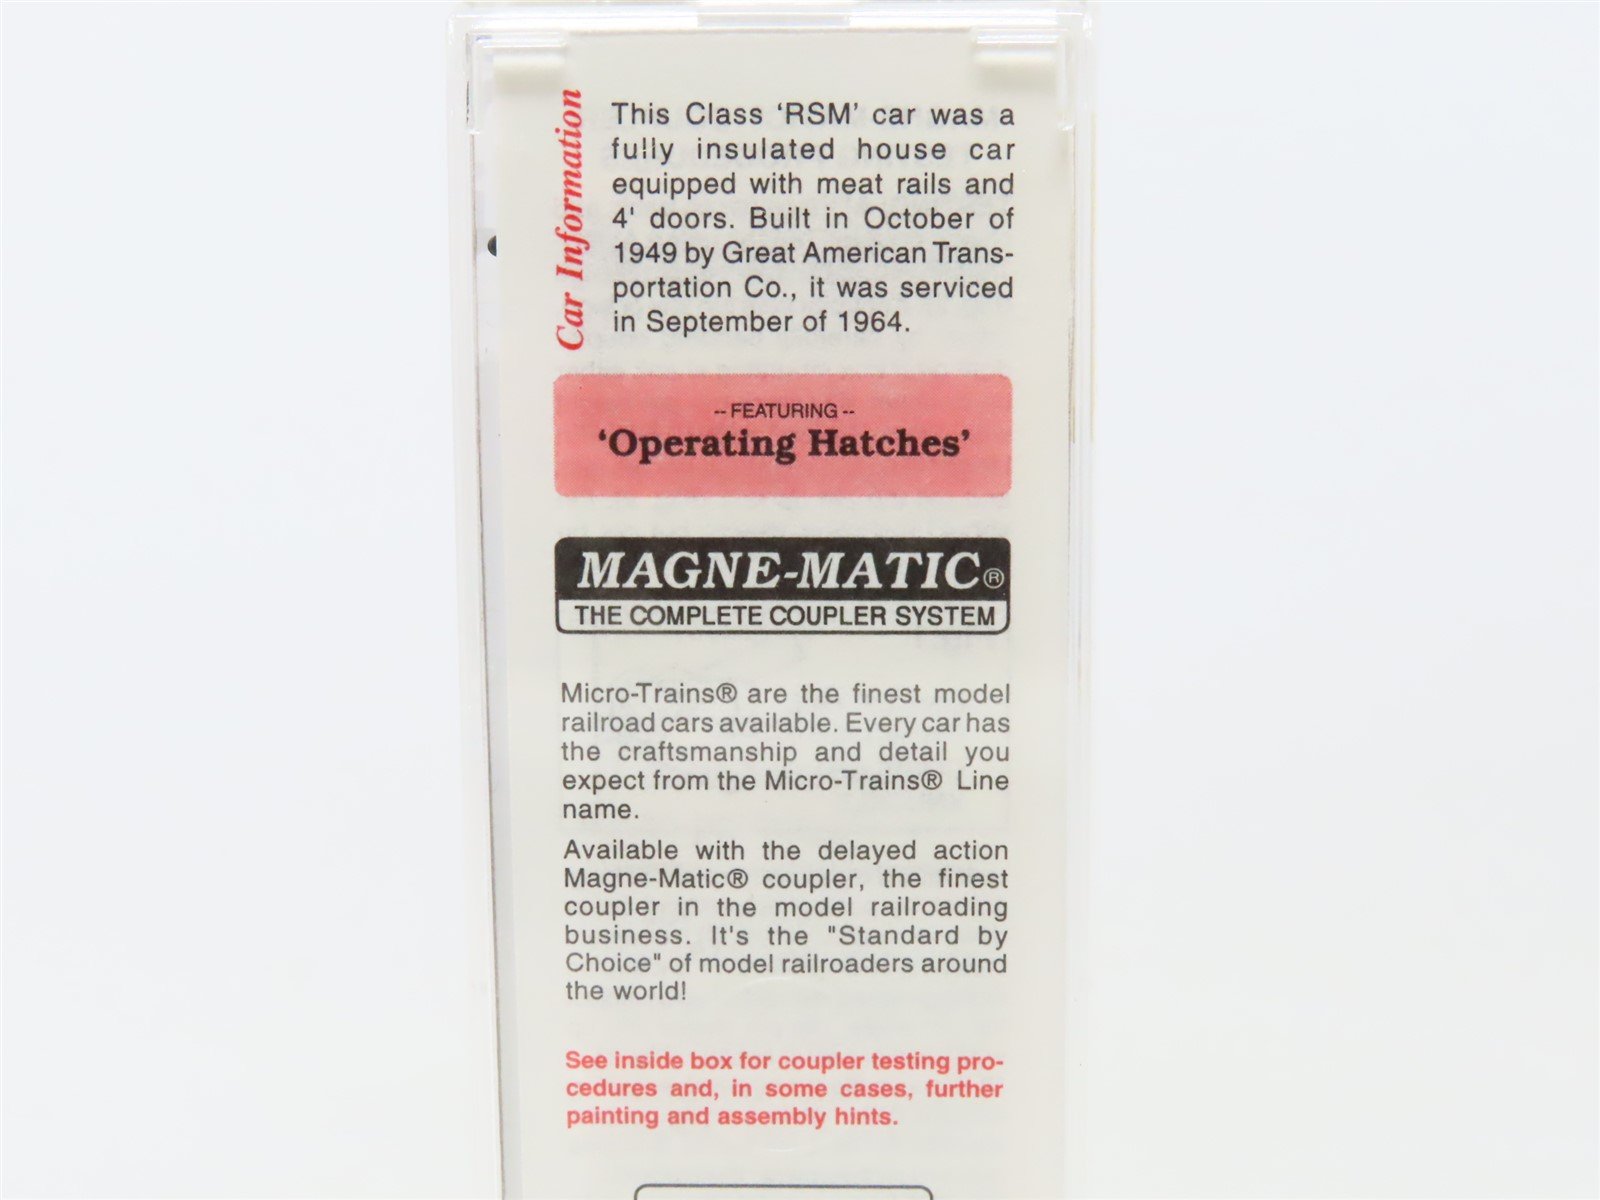 Car Information
This Class ‘RSM’ car was a
fully insulated house car
equipped with meat rails and
4' doors. Built in October of
1949 by Great American Trans-
portation Co., it was serviced
in September of 1964.
-- FEATURING --
‘Operating Hatches’
MAGNE-MATIC®
THE COMPLETE COUPLER SYSTEM
Micro-Trains® are the finest model
railroad cars available. Every car has
the craftsmanship and detail you
expect from the Micro-Trains® Line
name.
Available with the delayed action
Magne-Matic® coupler, the finest
coupler in the model railroading
business. It's the "Standard by
Choice" of model railroaders around
the world!
See inside box for coupler testing pro-
cedures and, in some cases, further
painting and assembly hints.